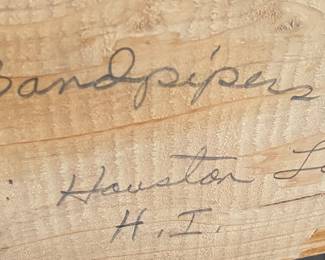 Sandpipers
: Houston
H.I.